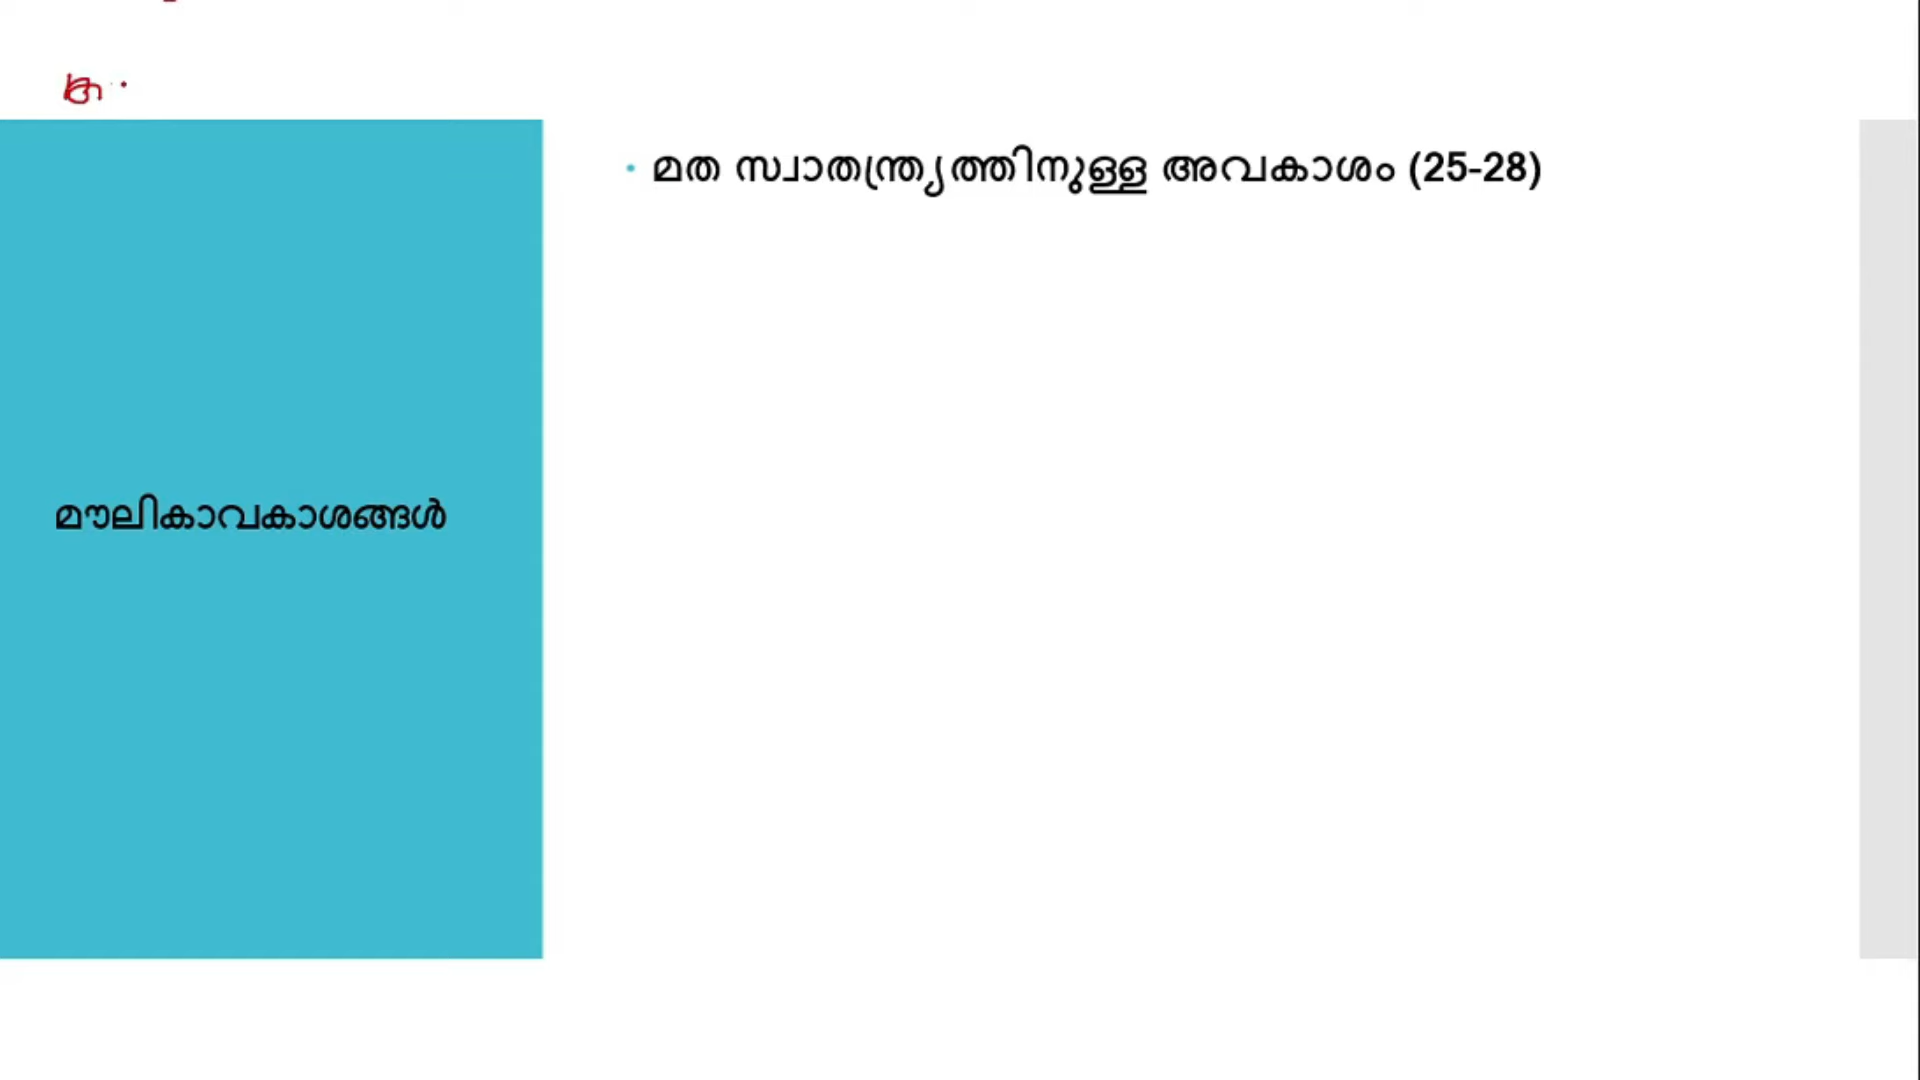 മത സ്വാതന്ത്ര്യത്തിനുള്ള അവകാശം (25-28)
മൗലികാവകാശങ്ങൾ